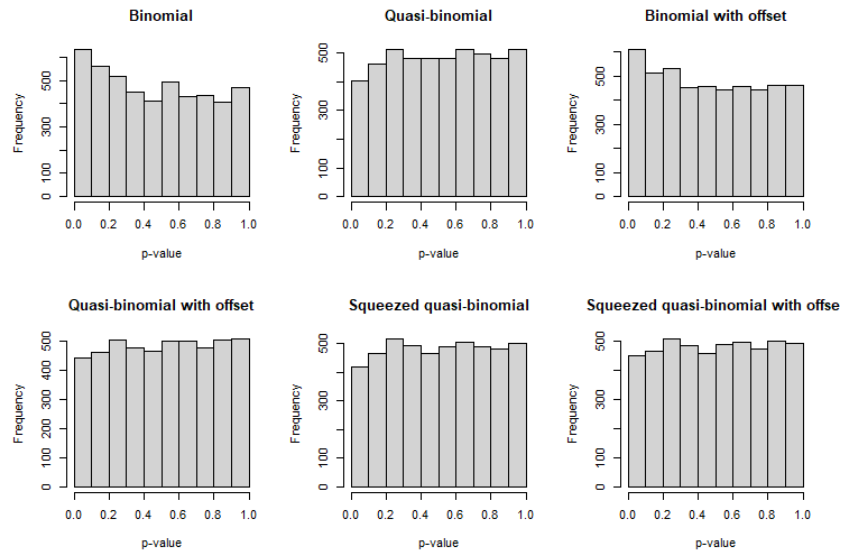 Binomial
Quasi-binomial
Binomial with offset
Frequency
0 100 300 500
0.0 0.2 0.4 0.6 0.8 1.0
p-value
Frequency
0 100 300 500
0.0 0.2 0.4 0.6 0.8 1.0
p-value
Frequency
0 100 300 500
0.0 0.2 0.4 0.6 0.8 1.0
p-value
Quasi-binomial with offset
Squeezed quasi-binomial
Squeezed quasi-binomial with offse
Frequency
0 100 200 300 400 500
0.0 0.2 0.4 0.6 0.8 1.0
p-value
Frequency
0 100 300 500
0.0 0.2 0.4 0.6 0.8 1.0
p-value
Frequency
0 100 200 300 400 500
0.0 0.2 0.4 0.6 0.8 1.0
p-value